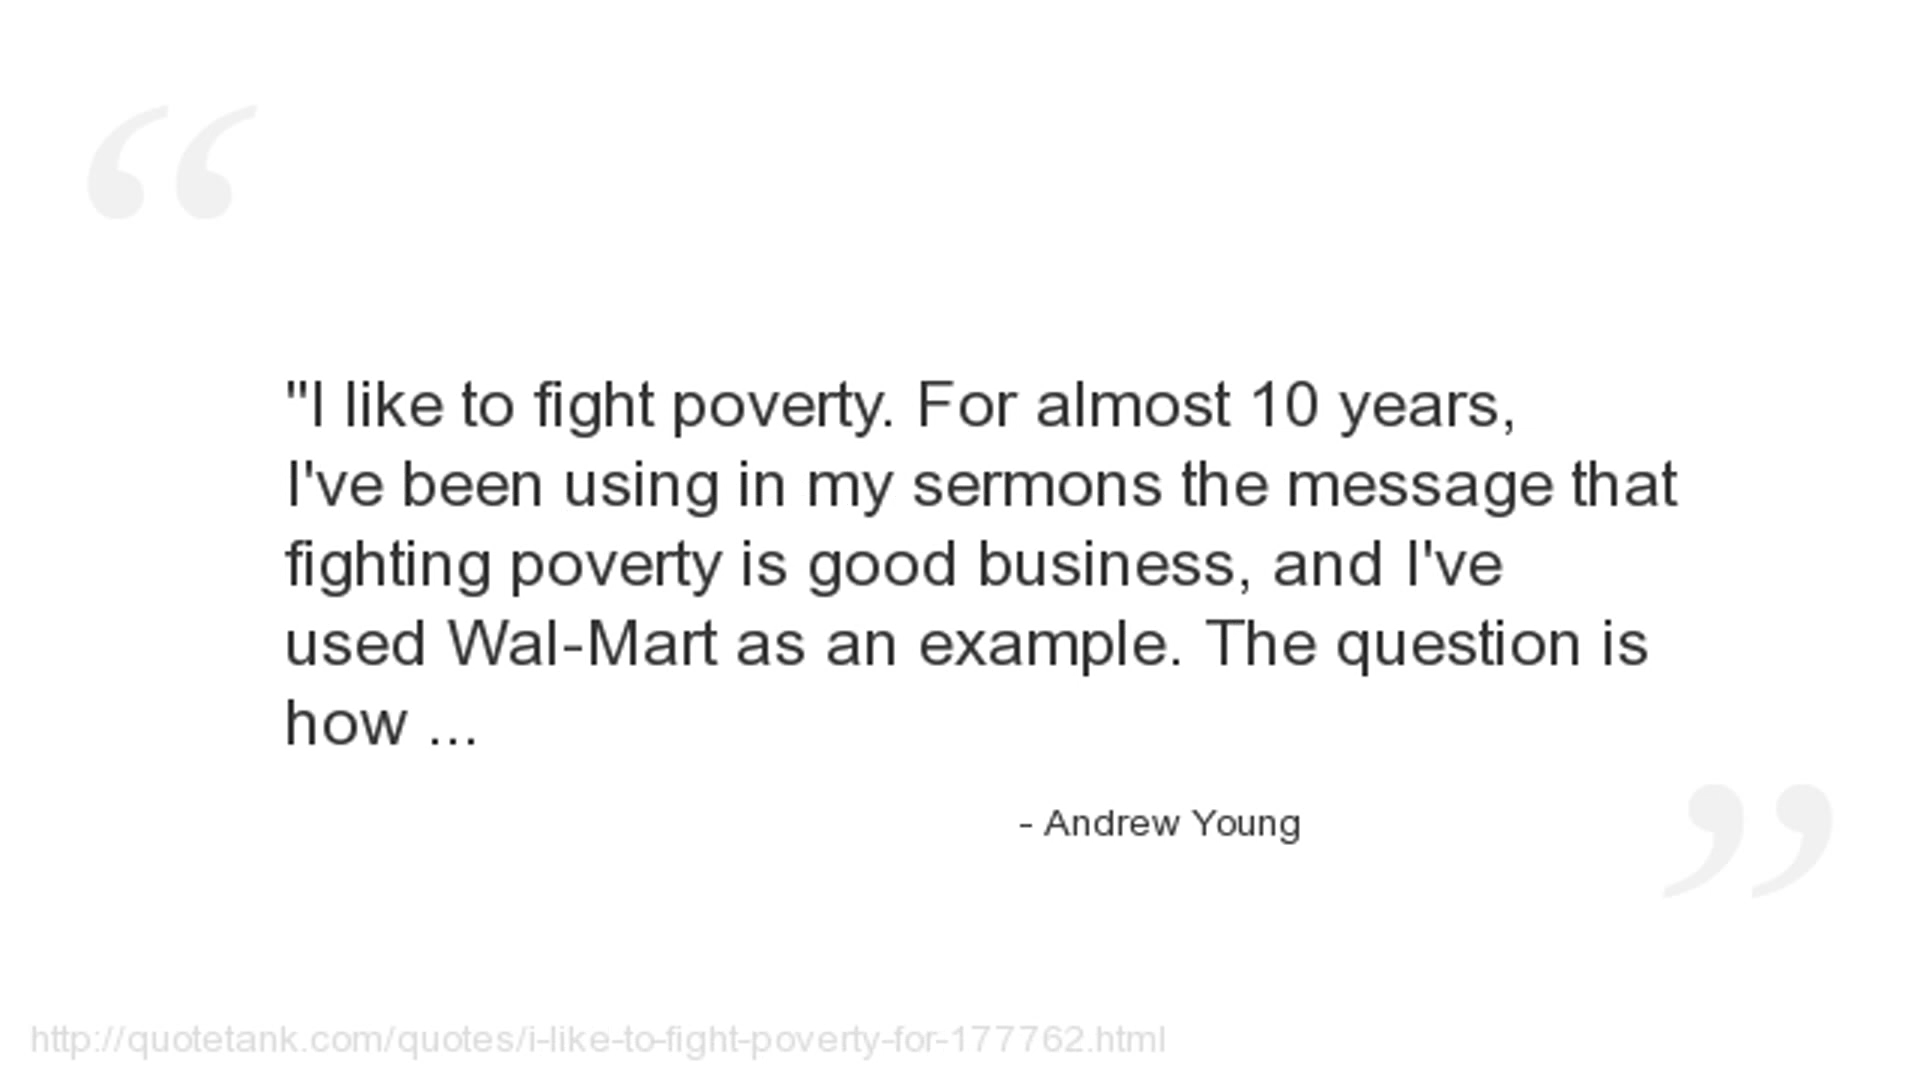 "I like to fight poverty. For almost 10 years,
I've been using in my sermons the message that
fighting poverty is good business, and I've
used Wal-Mart as an example. The question is
how ...
- Andrew Young
http://quotetank.com/quotes/i-like-to-fight-poverty-for-177762.html